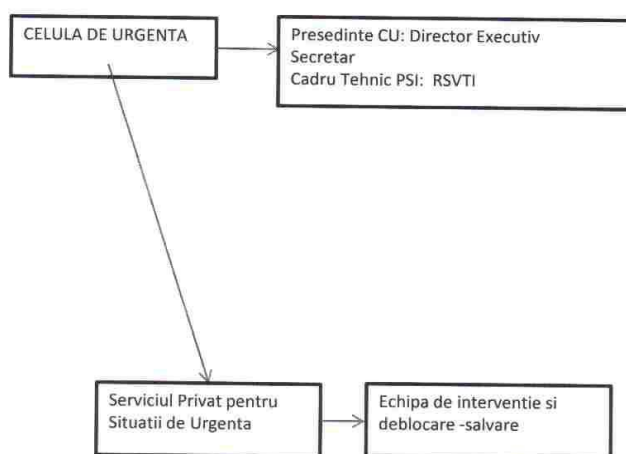 CELULA DE URGENTA
Presedinte CU: Director Executiv
Secretar
Cadru Tehnic PSI: RSVTI
Serviciul Privat pentru
Situatii de Urgenta
Echipa de interventie si
deblocare -salvare